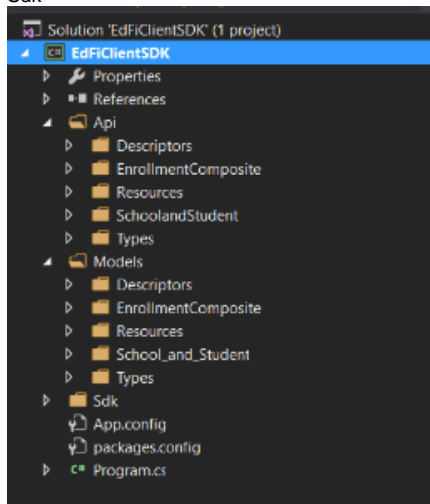 Sdk
Solution 'EdFiClientSDK' (1 project)
C# EdFiClientSDK
Properties
References
Api
Descriptors
EnrollmentComposite
Resources
SchoolandStudent
Types
Models
Descriptors
EnrollmentComposite
Resources
School_and_Student
Types
Sdk
App.config
packages.config
C# Program.cs